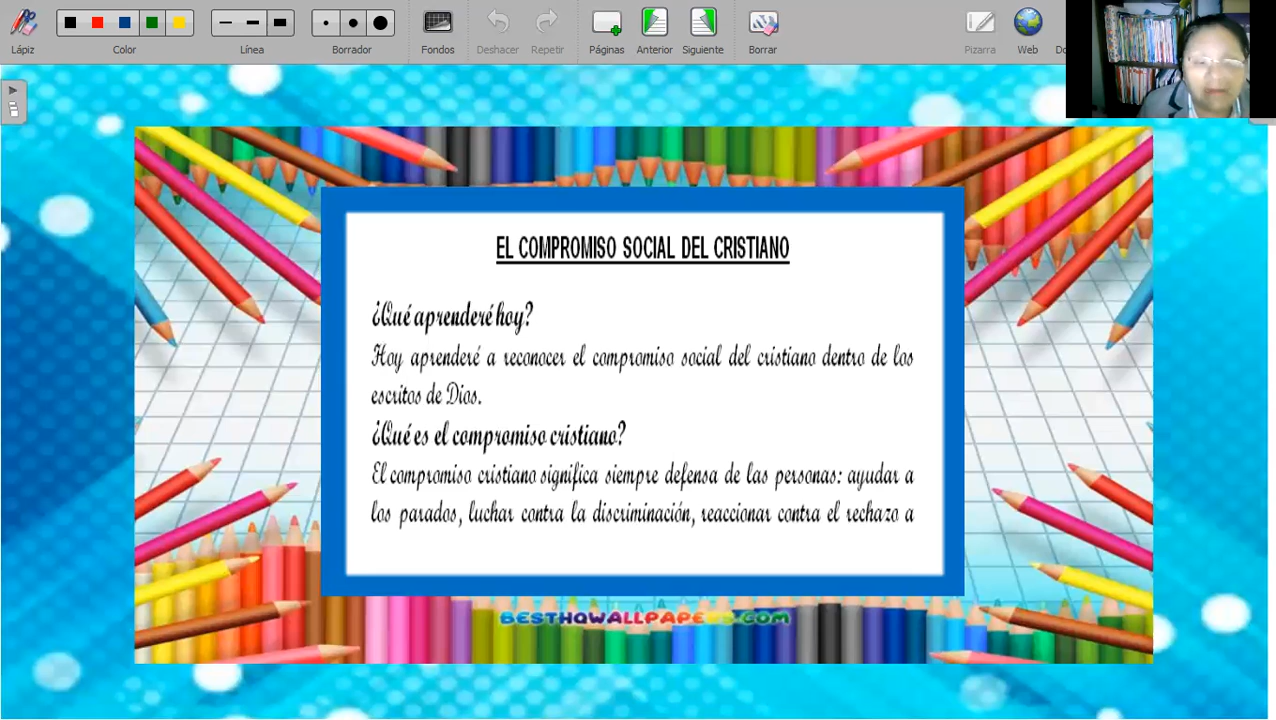 Lápiz
Color
Línea
Borrador
Fondos
Deshacer
Repetir
Páginas
Anterior
Siguiente
Borrar
Pizarra
Web
EL COMPROMISO SOCIAL DEL CRISTIANO
¿Qué aprenderé hoy?
Hoy aprenderé a reconocer el compromiso social del cristiano dentro de los
escritos de Dios.
¿Qué es el compromiso cristiano?
El compromiso cristiano significa siempre defensa de las personas: ayudar a
los parados, luchar contra la discriminación, reaccionar contra el rechazo a
BESTHQWALLPAPERS.COM